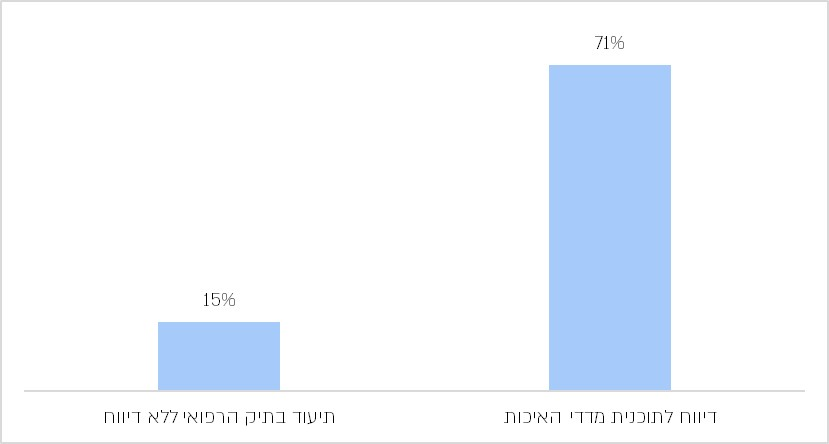 71%
15%
דיווח לתוכנית מדדי האיכות
תיעוד בתיק הרפואי ללא דיווח